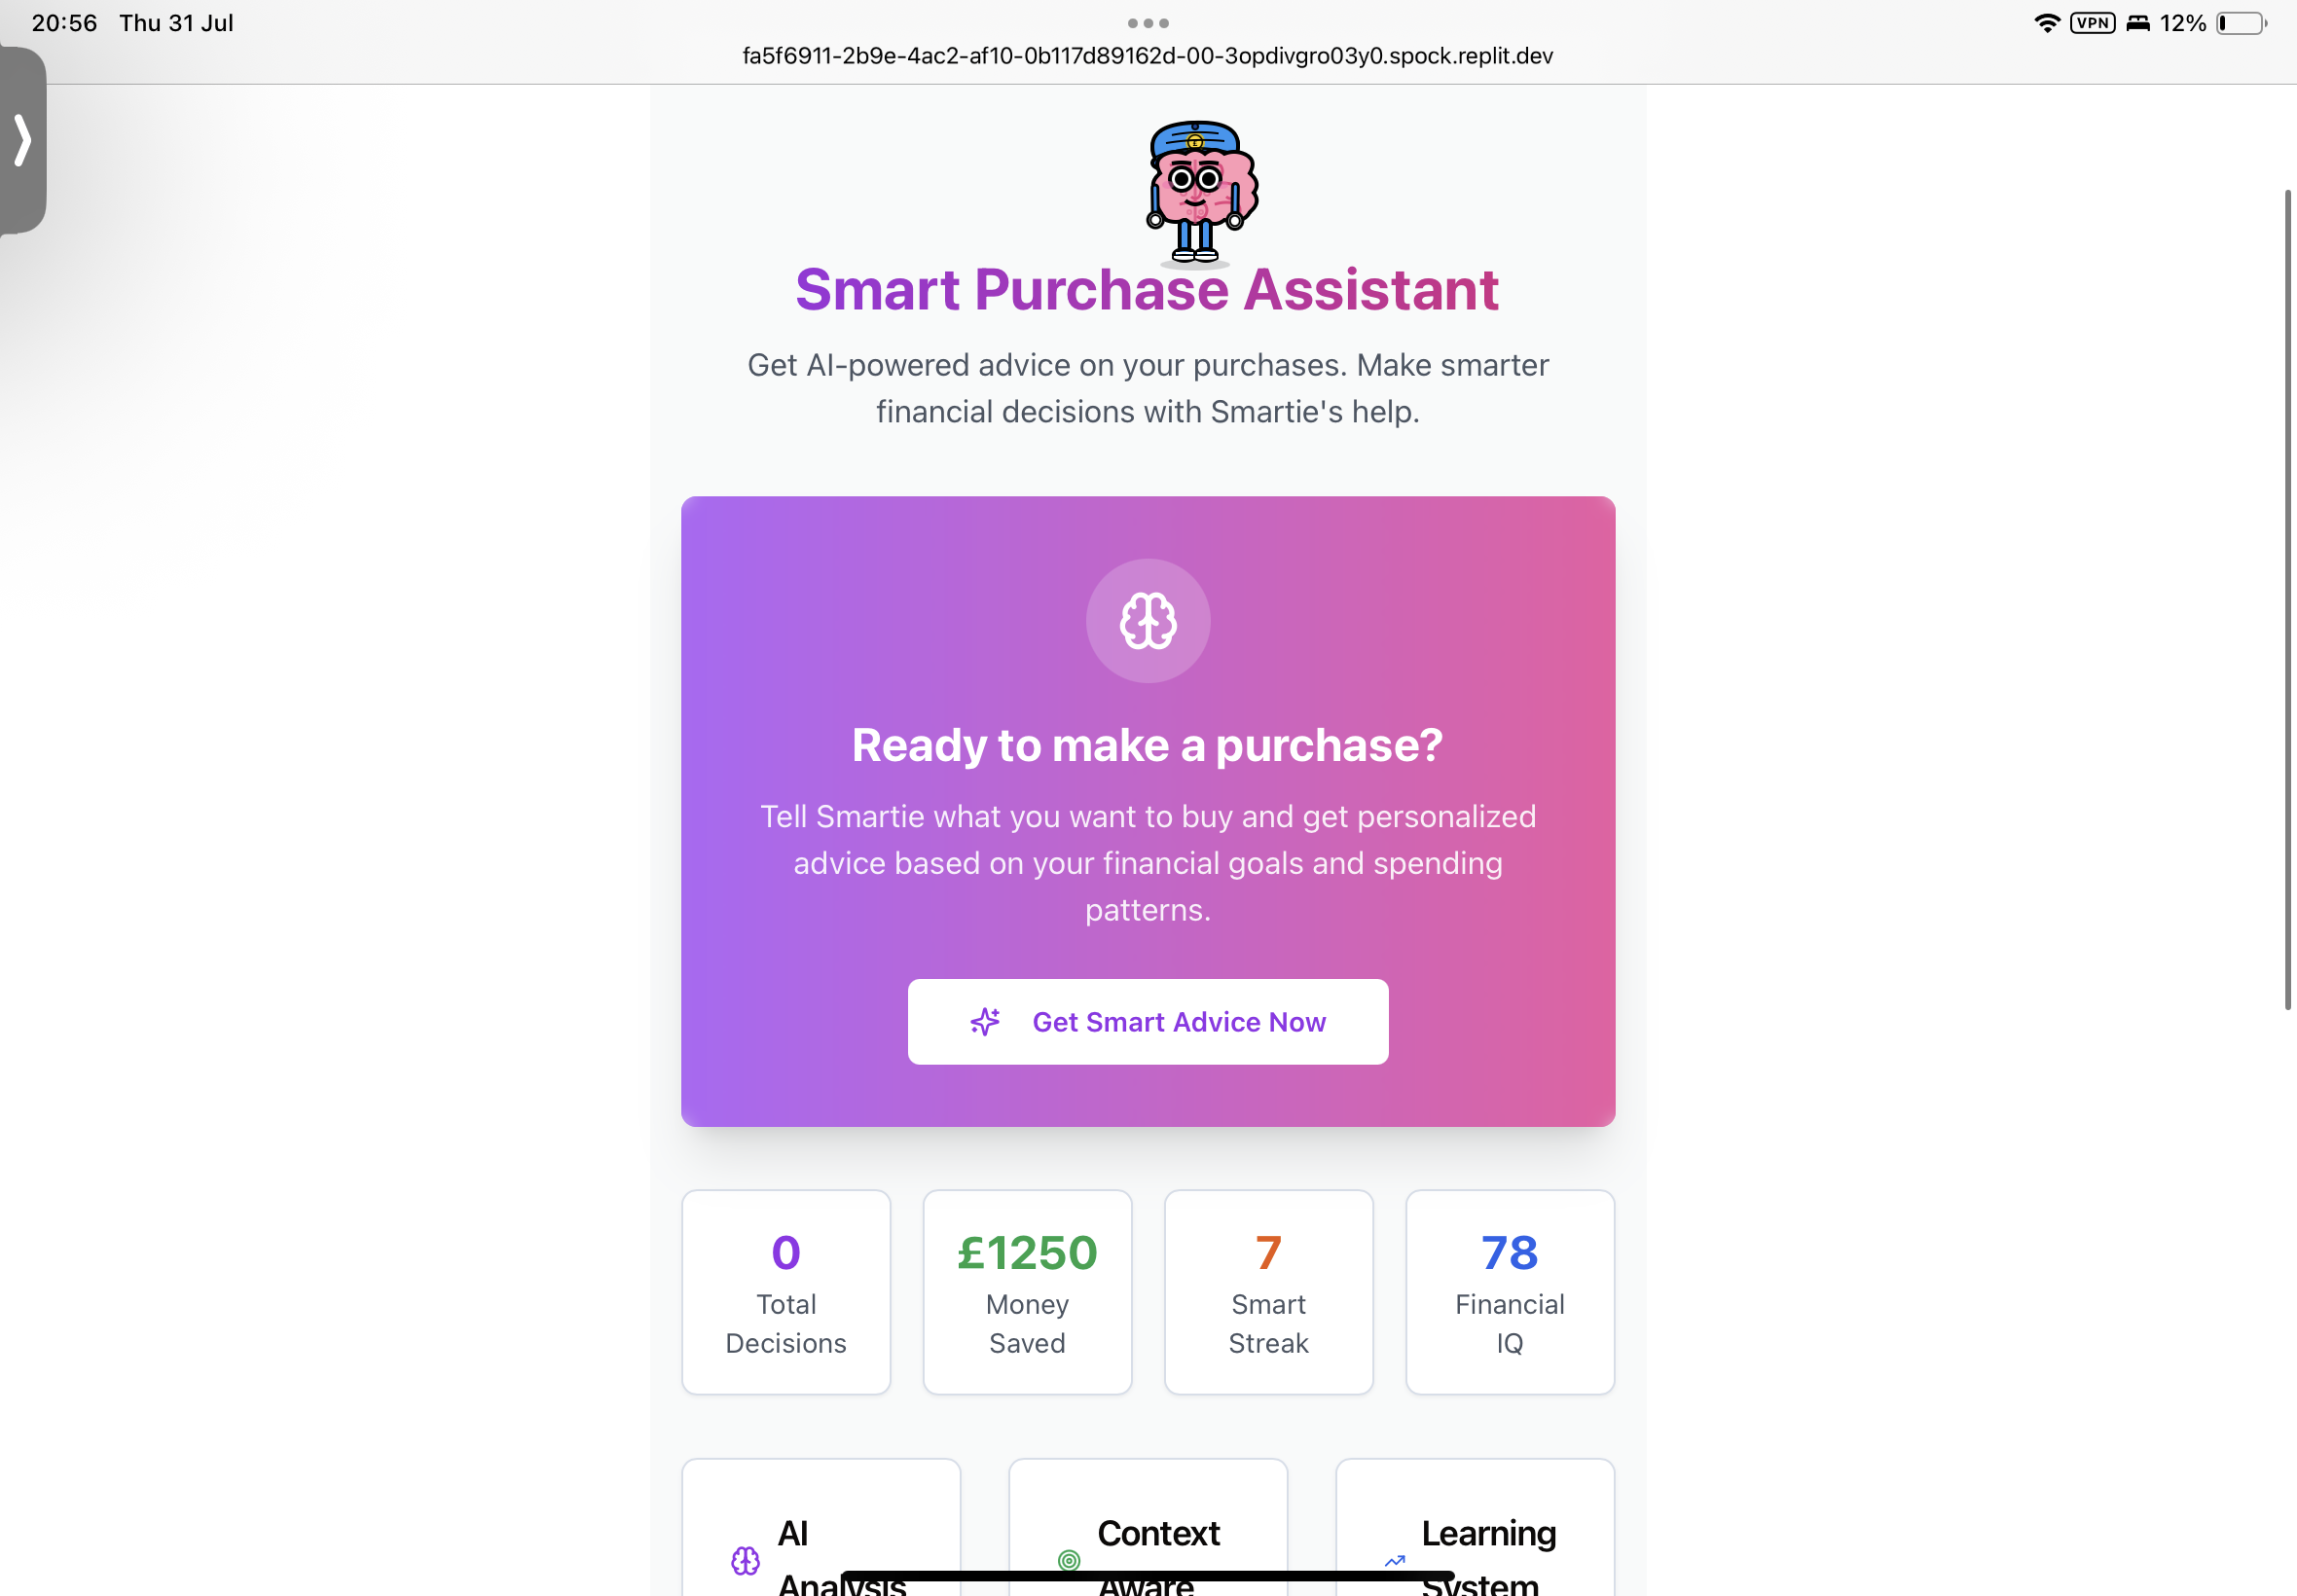 20:56 Thu 31 Jul
VPN 12%
fa5f6911-2b9e-4ac2-af10-0b117d89162d-00-3opdivgro03y0.spock.replit.dev
£
Smart Purchase Assistant
Get AI-powered advice on your purchases. Make smarter
financial decisions with Smartie's help.
Ready to make a purchase?
Tell Smartie what you want to buy and get personalized
advice based on your financial goals and spending
patterns.
Get Smart Advice Now
0 £1250 7 78
Total Money Smart Financial
Decisions Saved Streak IQ
AI Context Learning
Analysis Aware System